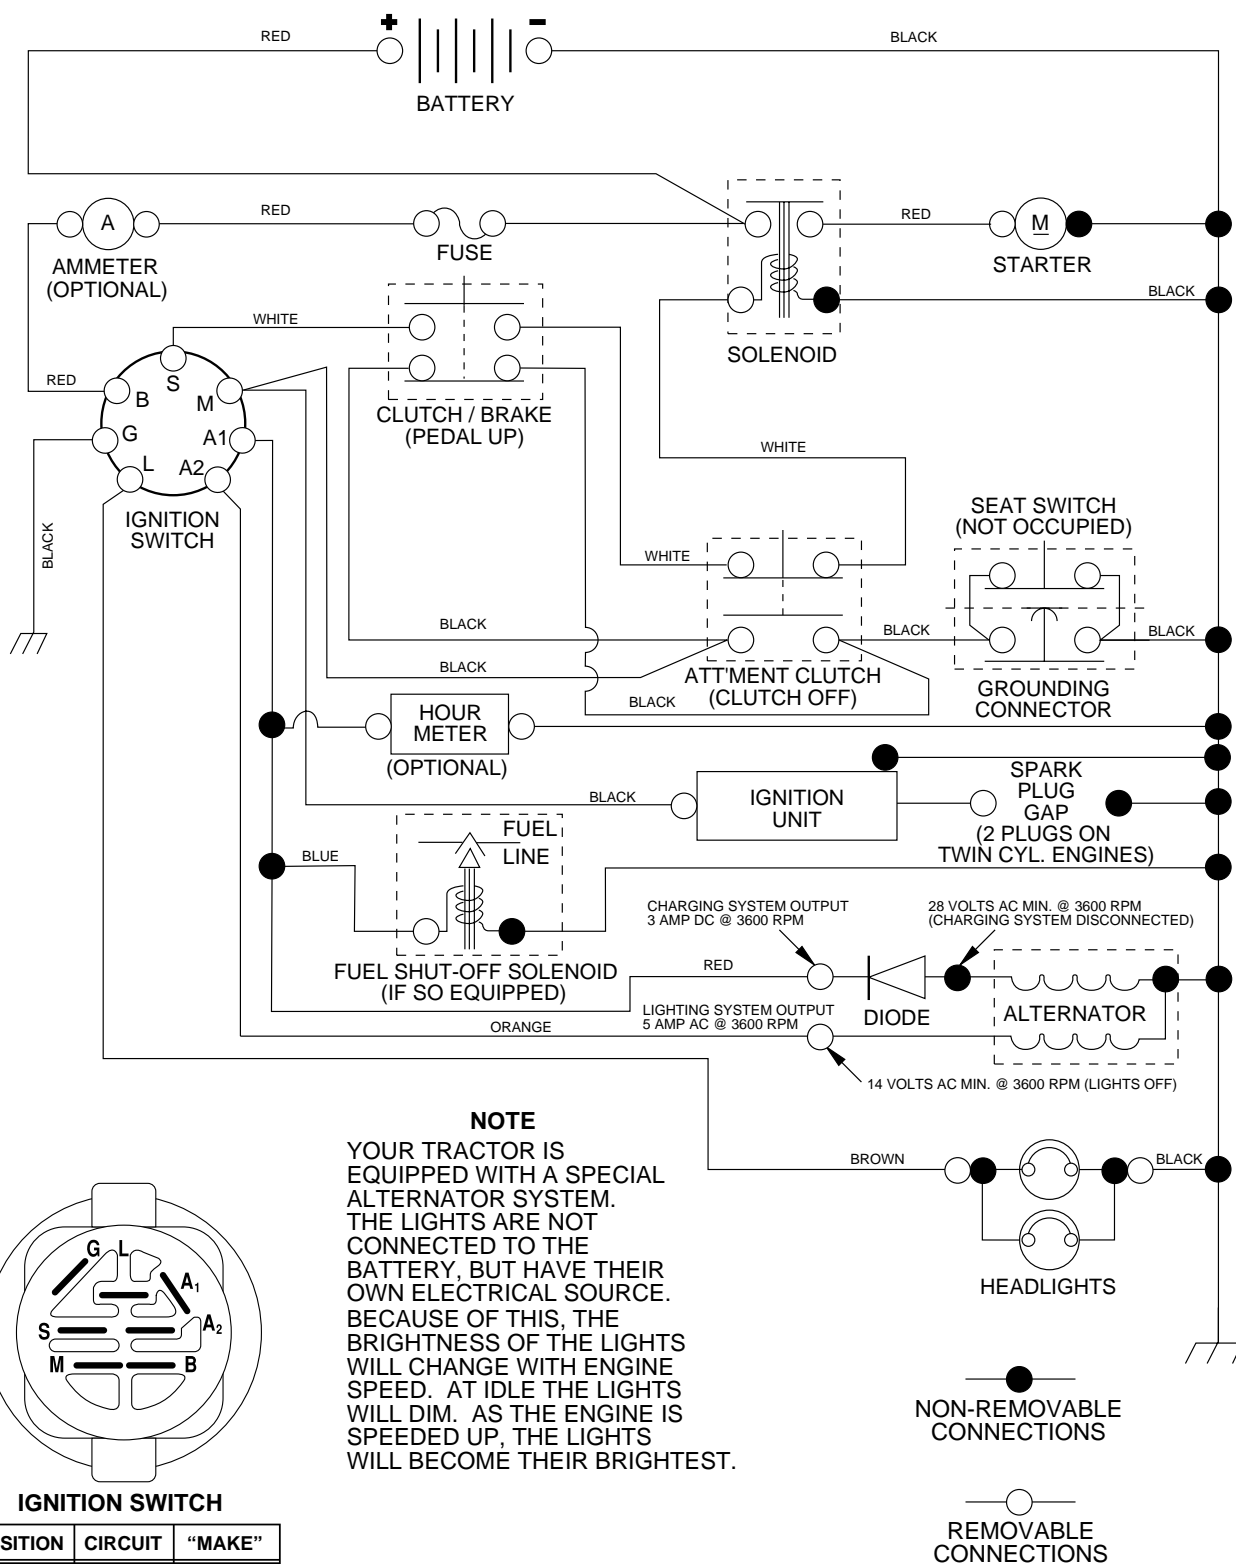 +
−
RED
BLACK
BATTERY
A
RED
FUSE
RED
M
STARTER
AMMETER
(OPTIONAL)
BLACK
SOLENOID
WHITE
S
RED
B
M
G
A1
L
A2
CLUTCH / BRAKE
(PEDAL UP)
WHITE
IGNITION
SWITCH
BLACK
SEAT SWITCH
(NOT OCCUPIED)
WHITE
BLACK
BLACK
BLACK
BLACK
ATT'MENT CLUTCH
(CLUTCH OFF)
GROUNDING
CONNECTOR
BLACK
HOUR
METER
(OPTIONAL)
BLACK
IGNITION
UNIT
SPARK
PLUG
GAP
(2 PLUGS ON
TWIN CYL. ENGINES)
BLUE
FUEL
LINE
FUEL SHUT-OFF SOLENOID
(IF SO EQUIPPED)
CHARGING SYSTEM OUTPUT
3 AMP DC @ 3600 RPM
28 VOLTS AC MIN. @ 3600 RPM
(CHARGING SYSTEM DISCONNECTED)
RED
DIODE
ALTERNATOR
LIGHTING SYSTEM OUTPUT
5 AMP AC @ 3600 RPM
ORANGE
14 VOLTS AC MIN. @ 3600 RPM (LIGHTS OFF)
BROWN
BLACK
HEADLIGHTS
NOTE
YOUR TRACTOR IS
EQUIPPED WITH A SPECIAL
ALTERNATOR SYSTEM.
THE LIGHTS ARE NOT
CONNECTED TO THE
BATTERY, BUT HAVE THEIR
OWN ELECTRICAL SOURCE.
BECAUSE OF THIS, THE
BRIGHTNESS OF THE LIGHTS
WILL CHANGE WITH ENGINE
SPEED. AT IDLE THE LIGHTS
WILL DIM. AS THE ENGINE IS
SPEEDED UP, THE LIGHTS
WILL BECOME THEIR BRIGHTEST.
G L
A1
S
A2
M
B
IGNITION SWITCH
SITION CIRCUIT “MAKE”
NON-REMOVABLE
CONNECTIONS
REMOVABLE
CONNECTIONS